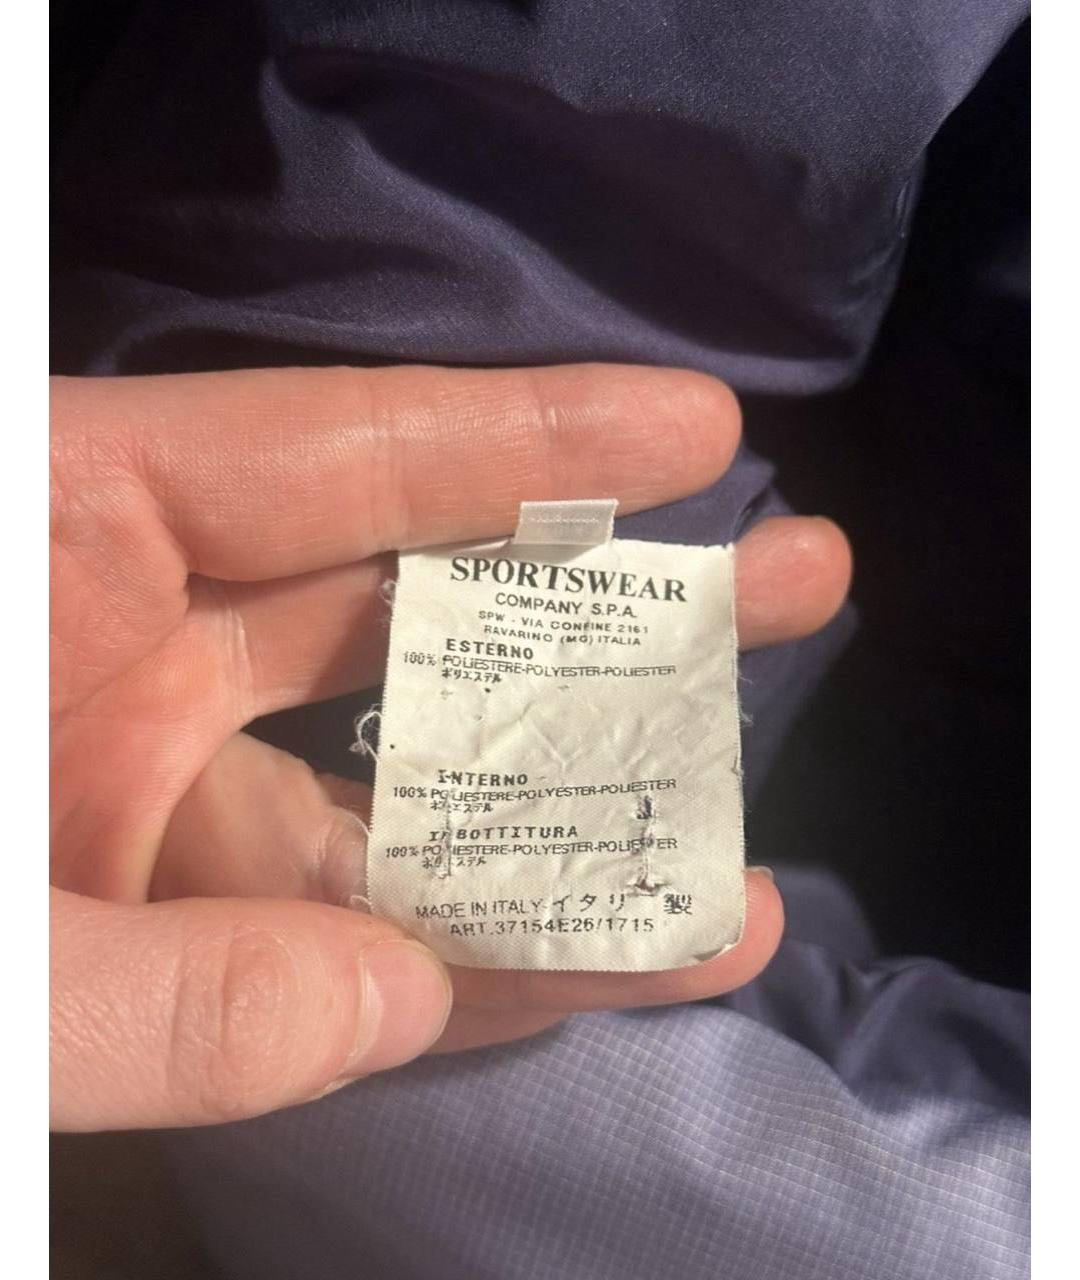 SPORTSWEAR
COMPANY S.P.A.
SPW - VIA CONFINE 2161
RAVARINO (MO) ITALIA
ESTERNO
100% POLIESTERE-POLYESTER-POLIESTER
ポリエステル
INTERNO
100% POLIESTERE-POLYESTER-POLIESTER
ポリエステル
IMBOTTITURA
100% POLIESTERE-POLYESTER-POLIESTER
ポリエステル
MADE IN ITALY-イタリー製
ART.37154E26/1715